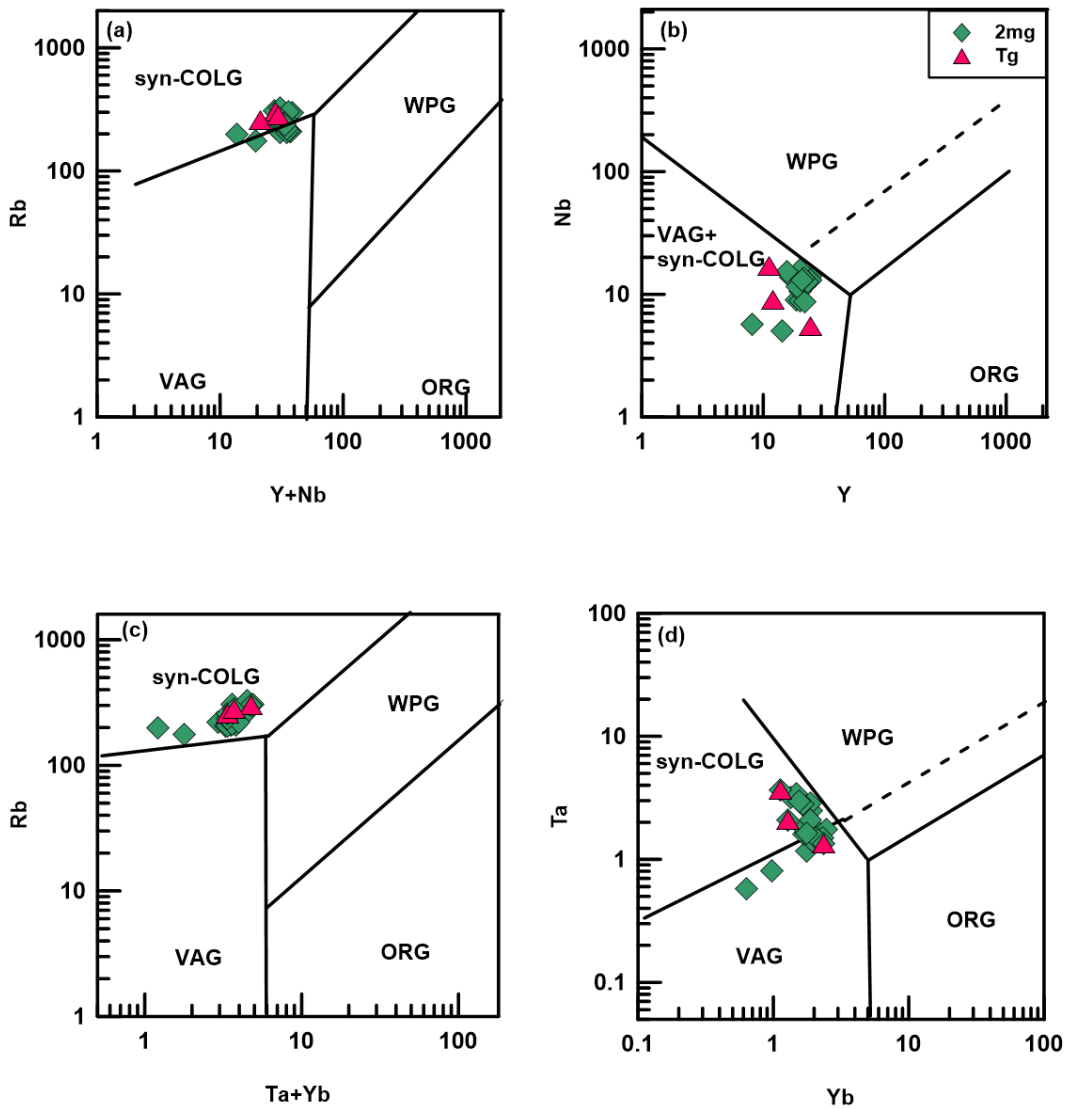 (a)
1000
100
10
1
Rb
syn-COLG
WPG
VAG
ORG
1
10
100
1000
Y+Nb
(b)
2mg
Tg
1000
100
10
1
Nb
WPG
VAG+
syn-COLG
ORG
1
10
100
1000
Y
(c)
1000
100
10
1
Rb
syn-COLG
WPG
VAG
ORG
1
10
100
Ta+Yb
(d)
100
10
1
0.1
Ta
WPG
syn-COLG
VAG
ORG
0.1
1
10
100
Yb